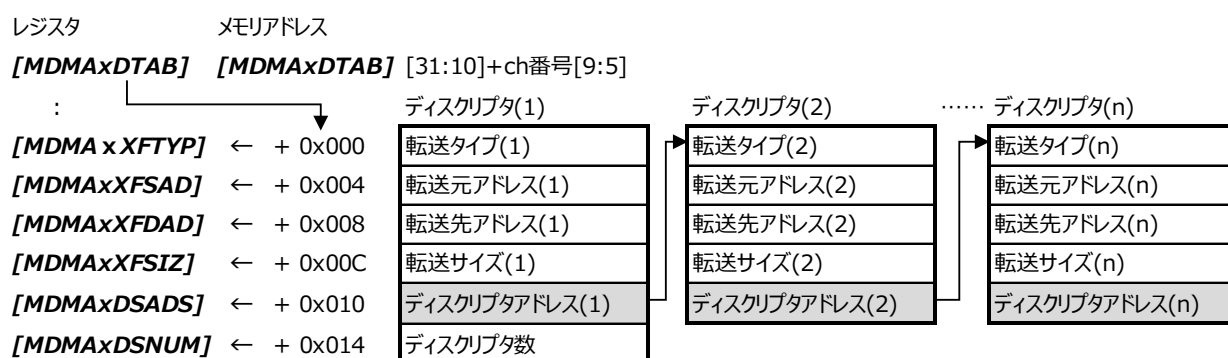 レジスタ メモリアドレス
[MDMAxDTAB] [MDMAxDTAB] [31:10]+ch番号[9:5]
: ディスクリプタ(1) ディスクリプタ(2) …… ディスクリプタ(n)
[MDMAxXFTYP] ← + 0x000 転送タイプ(1) 転送タイプ(2) 転送タイプ(n)
[MDMAxXFSAD] ← + 0x004 転送元アドレス(1) 転送元アドレス(2) 転送元アドレス(n)
[MDMAxXFDAD] ← + 0x008 転送先アドレス(1) 転送先アドレス(2) 転送先アドレス(n)
[MDMAxXFSIZ] ← + 0x00C 転送サイズ(1) 転送サイズ(2) 転送サイズ(n)
[MDMAxDSADS] ← + 0x010 ディスクリプタアドレス(1) ディスクリプタアドレス(2) ディスクリプタアドレス(n)
[MDMAxDSNUM] ← + 0x014 ディスクリプタ数